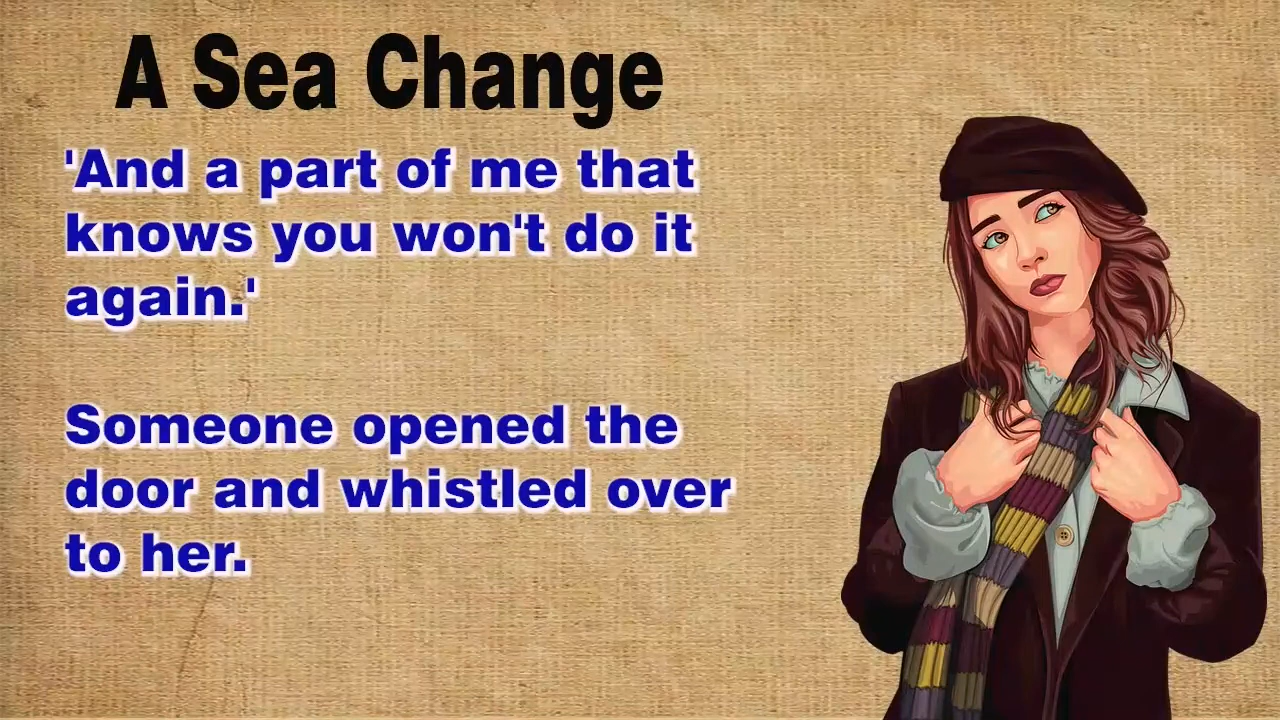 A Sea Change
'And a part of me that
knows you won't do it
again.'
Someone opened the
door and whistled over
to her.